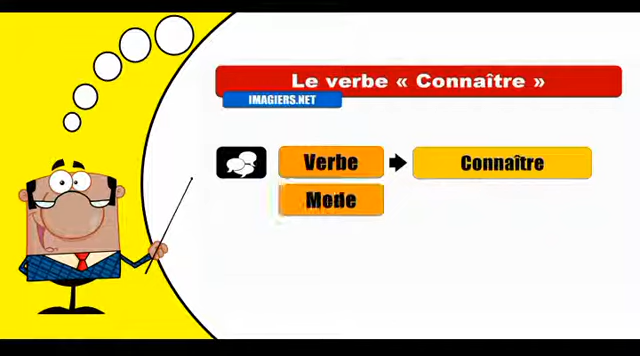 Le verbe « Connaître »
IMAGIERS.NET
Verbe Connaître
Mode